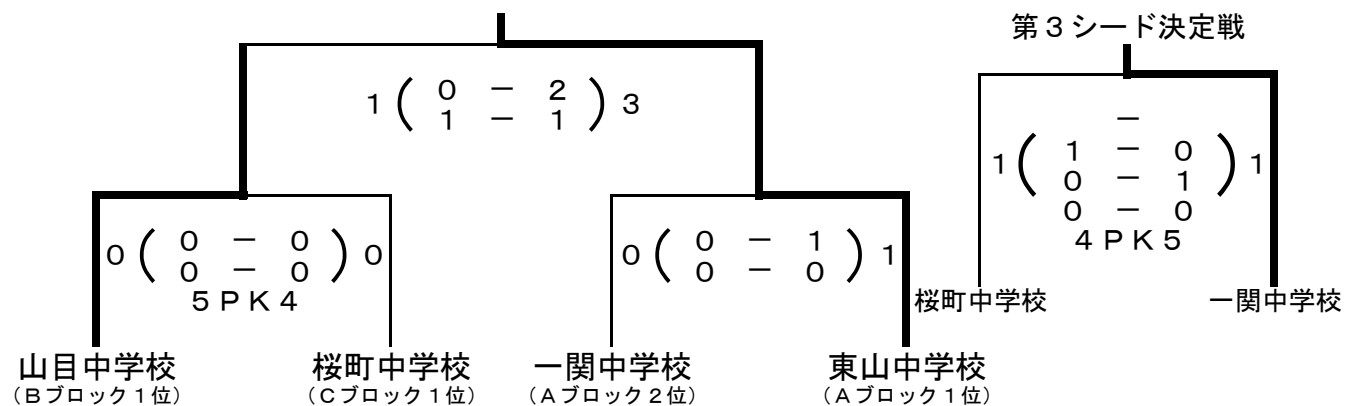 第３シード決定戦
1 ( 0 － 2 ) 3
1 － 1
－
1 ( 1 － 0 ) 1
0 － 1
0 － 0
４ＰＫ５
0 ( 0 － 0 ) 0
0 － 0
５ＰＫ４
0 ( 0 － 1 ) 1
0 － 0
桜町中学校 一関中学校
山目中学校 桜町中学校 一関中学校 東山中学校
（Ｂブロック１位） （Ｃブロック１位） （Ａブロック２位） （Ａブロック１位）